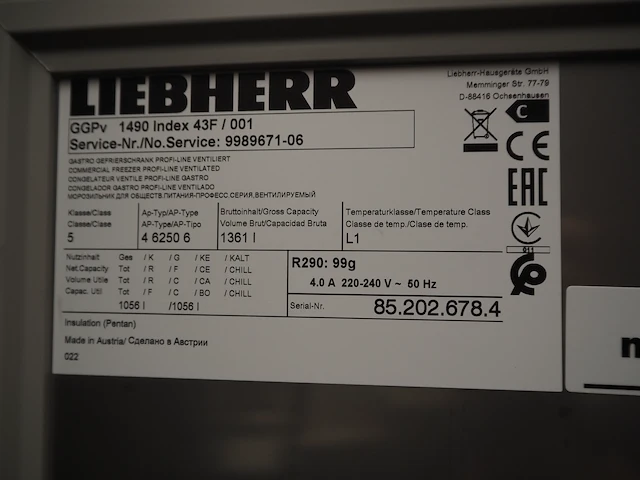 LIEBHERR
Liebherr-Hausgeräte GmbH
Memminger Str. 77-79
D-88416 Ochsenhausen
GGPv 1490 Index 43F / 001
Service-Nr./No.Service: 9989671-06
C
CE
EAC
011
GASTRO GEFRIERSCHRANK PROFI-LINE VENTILIERT
COMMERCIAL FREEZER PROFI-LINE VENTILATED
CONGELATEUR VENTILE PROFI-LINE GASTRO
CONGELADOR GASTRO PROFI-LINE VENTILADO
МОРОЗИЛЬНИК ДЛЯ ОБЩЕСТВ.ПИТАНИЯ-ПРОФЕСС.СЕРИЯ,ВЕНТИЛИРУЕМЫЙ
Klasse/Class
Classe/Clase
5
Ap-Typ/AP-Type
AP-Type/AP-Tipo
4 6250 6
Bruttoinhalt/Gross Capacity
Volume Brut/Capacidad Bruta
1361 l
Temperaturklasse/Temperature Class
Classe de temp./Clase de temp.
L1
Nutzinhalt Ges / K / G / KE / KALT
Net.Capacity Tot / R / F / CE / CHILL
Volume Utile Tot / R / C / CA / CHILL
Capac. Util Tot / F / C / BO / CHILL
1056 l /1056 l
R290: 99g
4.0 A 220-240 V ~ 50 Hz
Serial-Nr. 85.202.678.4
Insulation (Pentan)
Made in Austria/ Сделано в Австрии
022